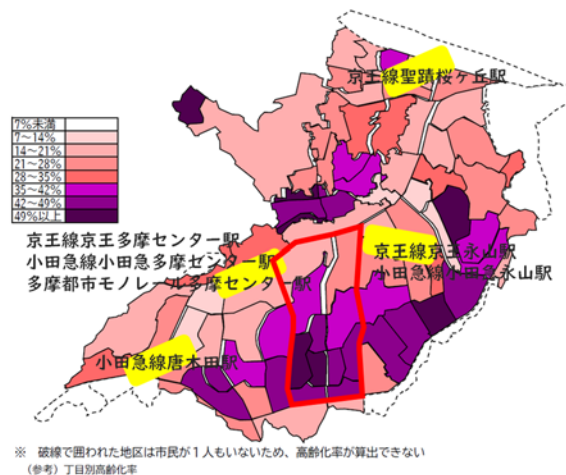 京王線聖蹟桜ヶ丘駅
7%未満
7～14%
14～21%
21～28%
28～35%
35～42%
42～49%
49%以上
京王線京王多摩センター駅
小田急線小田急多摩センター駅
多摩都市モノレール多摩センター駅
京王線京王永山駅
小田急線小田急永山駅
小田急線唐木田駅
※ 破線で囲われた地区は市民が１人もいないため、高齢化率が算出できない
（参考）丁目別高齢化率